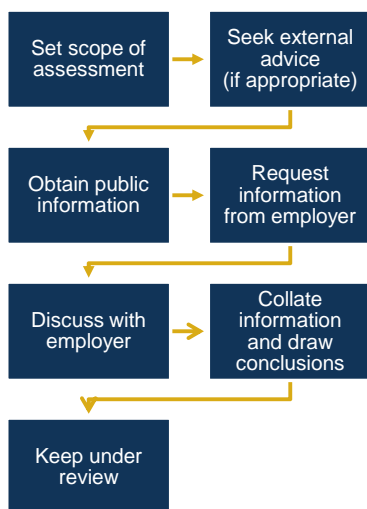 Set scope of
assessment
Seek external
advice
(if appropriate)
Obtain public
information
Request
information
from employer
Discuss with
employer
Collate
information
and draw
conclusions
Keep under
review